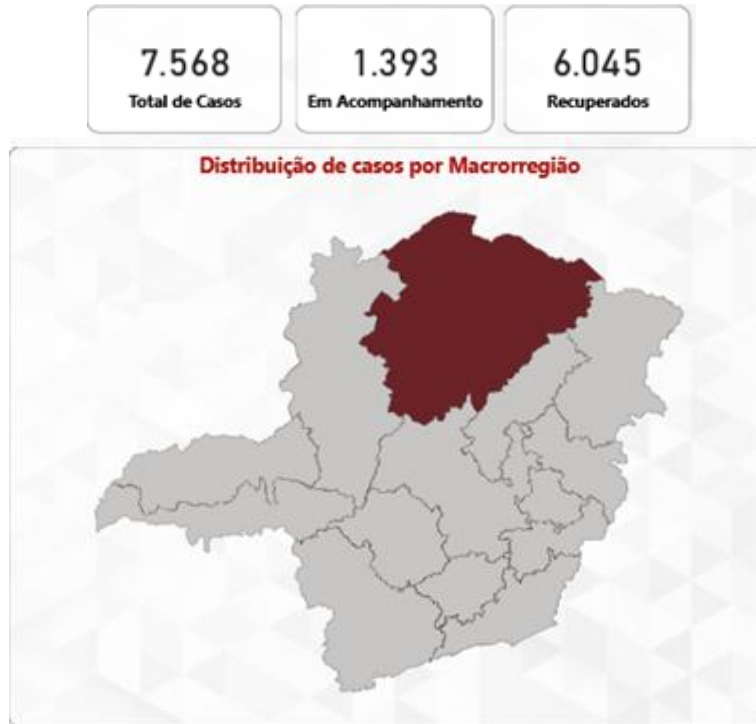 7.568
Total de Casos
1.393
Em Acompanhamento
6.045
Recuperados
Distribuição de casos por Macrorregião